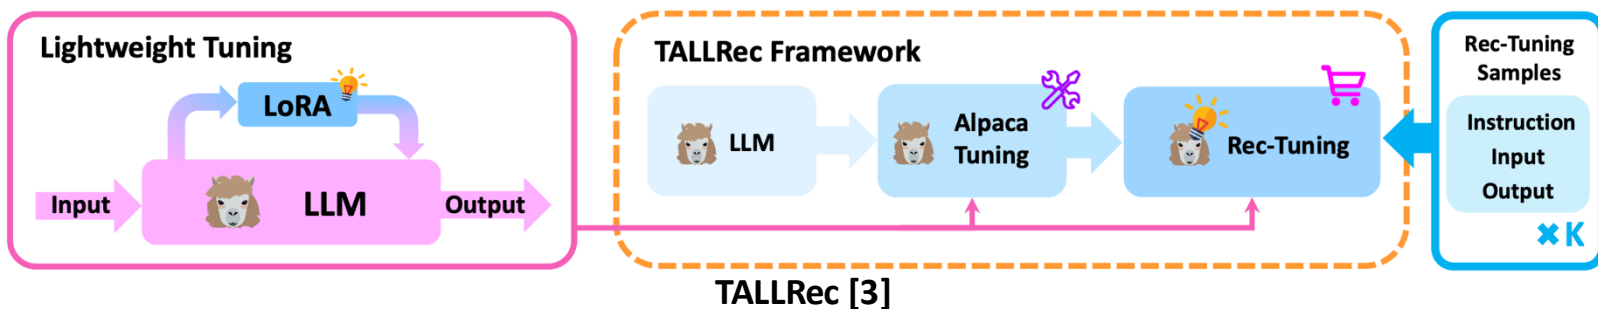 Lightweight Tuning
LoRA
Input
LLM
Output
TALLRec Framework
LLM
Alpaca
Tuning
Rec-Tuning
Rec-Tuning
Samples
Instruction
Input
Output
×K
TALLRec [3]